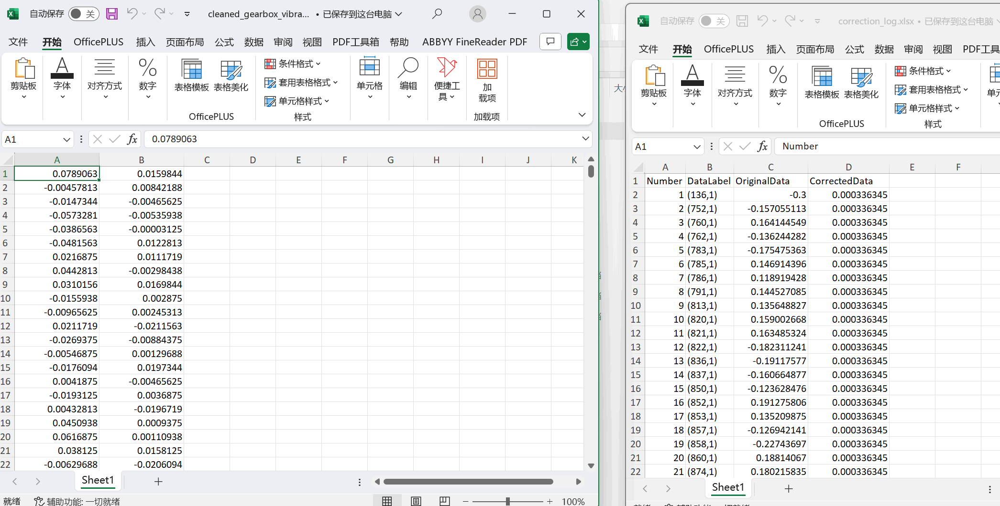 自动保存 关 cleaned_gearbox_vibra... • 已保存到这台电脑
文件 开始 OfficePLUS 插入 页面布局 公式 数据 审阅 视图 PDF工具箱 帮助 ABBYY FineReader PDF
剪贴板 字体 对齐方式 数字 表格模板 表格美化 条件格式 套用表格格式 单元格样式 单元格 编辑 便捷工具 加载项
OfficePLUS 样式 加载项
A1 fx 0.0789063
A B C D E F G H I J K
1 0.0789063 0.0159844
2 -0.00457813 0.00842188
3 -0.0147344 -0.00465625
4 -0.0573281 -0.00535938
5 -0.0386563 -0.00003125
6 -0.0481563 0.0122813
7 0.0216875 0.0111719
8 0.0442813 -0.00298438
9 0.0310156 0.0169844
10 -0.0155938 0.002875
11 -0.00965625 0.00245313
12 0.0211719 -0.0211563
13 -0.0269375 -0.00884375
14 -0.00546875 0.00129688
15 -0.0176094 0.0197344
16 0.0041875 -0.00465625
17 -0.0193125 0.0036875
18 0.00432813 -0.0196719
19 0.0450938 0.0009375
20 0.0616875 0.00110938
21 0.038125 0.0158125
22 -0.00629688 -0.0206094
Sheet1
就绪 辅助功能: 一切就绪 100%
自动保存 关 correction_log.xlsx • 已保存到这台电脑
文件 开始 OfficePLUS 插入 页面布局 公式 数据 审阅 视图 PDF工具
剪贴板 字体 对齐方式 数字 表格模板 表格美化 条件格式 套用表格格式 单元格样式
OfficePLUS 样式
A1 fx Number
A B C D E F
1 Number DataLabel OriginalData CorrectedData
2 1 (136,1) -0.3 0.000336345
3 2 (752,1) -0.157055113 0.000336345
4 3 (760,1) 0.164144549 0.000336345
5 4 (762,1) -0.136244282 0.000336345
6 5 (783,1) -0.175475363 0.000336345
7 6 (785,1) 0.146914396 0.000336345
8 7 (786,1) 0.118919428 0.000336345
9 8 (791,1) 0.144527085 0.000336345
10 9 (813,1) 0.135648827 0.000336345
11 10 (820,1) 0.159002668 0.000336345
12 11 (821,1) 0.163485324 0.000336345
13 12 (822,1) -0.182311241 0.000336345
14 13 (836,1) -0.19117577 0.000336345
15 14 (837,1) -0.160664877 0.000336345
16 15 (850,1) -0.123628476 0.000336345
17 16 (852,1) 0.191275806 0.000336345
18 17 (853,1) 0.135209875 0.000336345
19 18 (857,1) -0.126942141 0.000336345
20 19 (858,1) -0.22743697 0.000336345
21 20 (860,1) 0.18814067 0.000336345
22 21 (874,1) 0.180215835 0.000336345
Sheet1